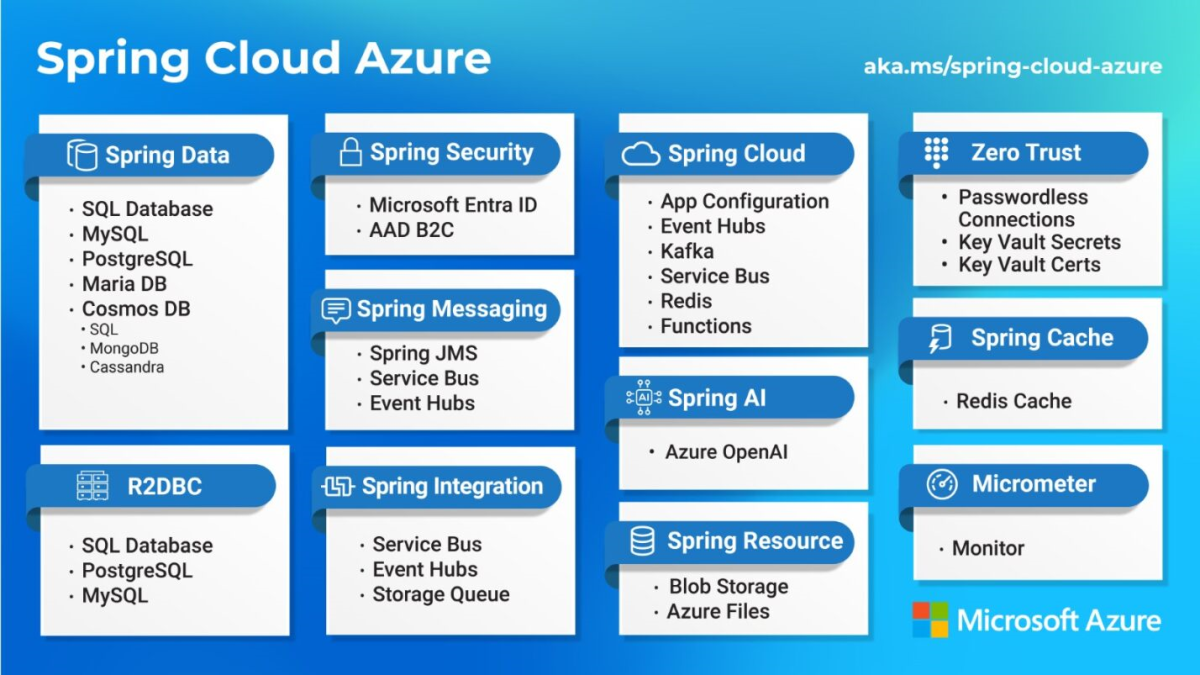 Spring Cloud Azure
aka.ms/spring-cloud-azure
Spring Data
· SQL Database
· MySQL
· PostgreSQL
· Maria DB
· Cosmos DB
• SQL
• MongoDB
• Cassandra
R2DBC
· SQL Database
· PostgreSQL
· MySQL
Spring Security
· Microsoft Entra ID
· AAD B2C
Spring Messaging
· Spring JMS
· Service Bus
· Event Hubs
Spring Integration
· Service Bus
· Event Hubs
· Storage Queue
Spring Cloud
· App Configuration
· Event Hubs
· Kafka
· Service Bus
· Redis
· Functions
AI
Spring AI
• Azure OpenAI
Spring Resource
· Blob Storage
· Azure Files
Zero Trust
• Passwordless
Connections
• Key Vault Secrets
• Key Vault Certs
Spring Cache
· Redis Cache
Micrometer
· Monitor
Microsoft Azure